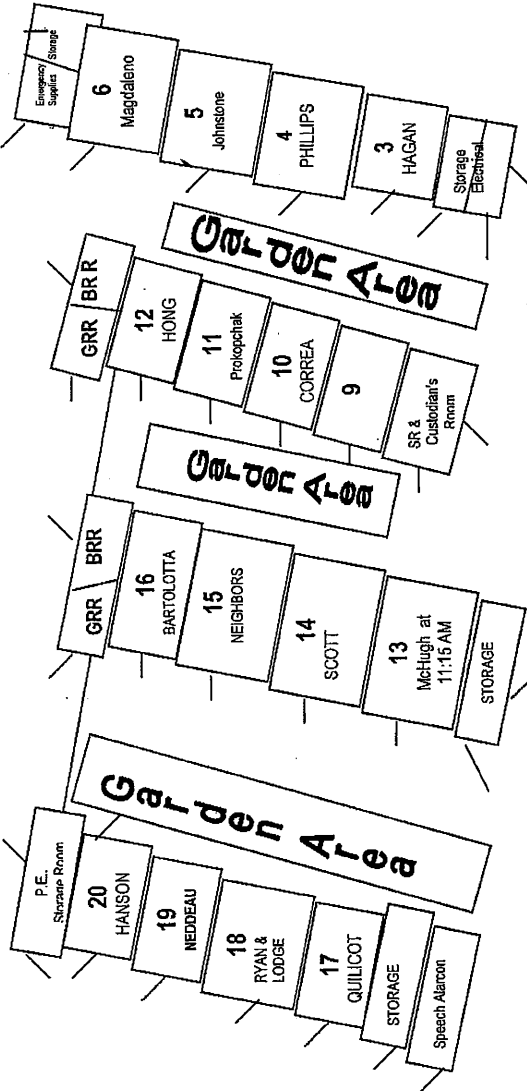 Emergency Storage
Supplies
6
Magdaleno
5
Johnstone
4
PHILLIPS
3
HAGAN
Storage
Electrical
Garden Area
GRR BR R
12
HONG
11
Prokopchak
10
CORREA
9
SR &
Custodian's
Room
Garden Area
GRR BRR
16
BARTOLOTTA
15
NEIGHBORS
14
SCOTT
13
McHugh at
11:15 AM
STORAGE
Garden Area
P.E..
Storage Room
20
HANSON
19
NEDDEAU
18
RYAN &
LODGE
17
QUILICOT
STORAGE
Speech Alarcon